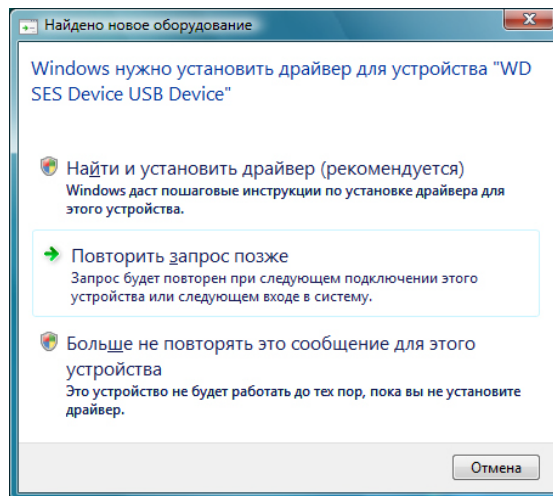 Найдено новое оборудование
Windows нужно установить драйвер для устройства "WD
SES Device USB Device"
Найти и установить драйвер (рекомендуется)
Windows даст пошаговые инструкции по установке драйвера для
этого устройства.
Повторить запрос позже
Запрос будет повторен при следующем подключении этого
устройства или следующем входе в систему.
Больше не повторять это сообщение для этого
устройства
Это устройство не будет работать до тех пор, пока вы не установите
драйвер.
Отмена